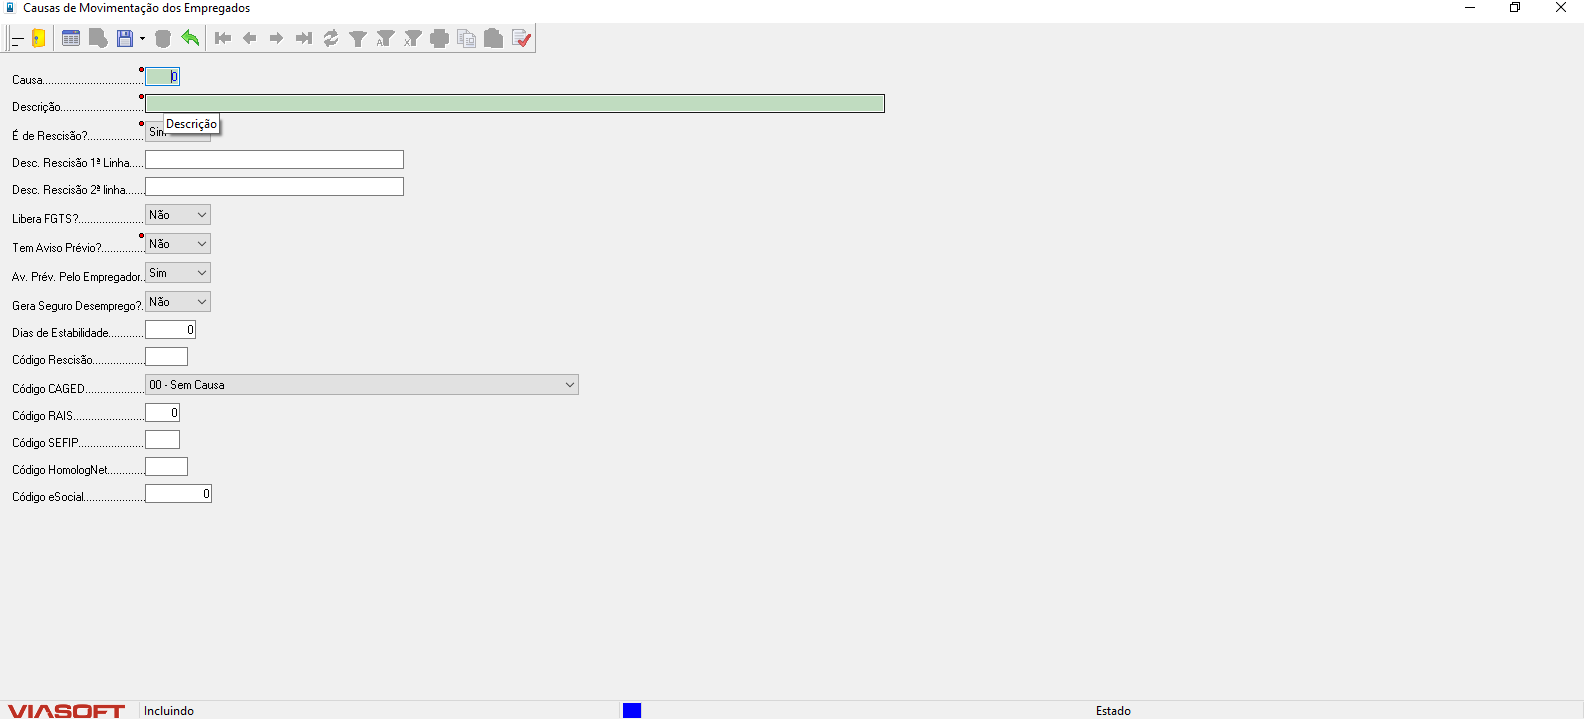 Causas de Movimentação dos Empregados
Causa.................................. 0
Descrição............................
Descrição
É de Rescisão?................... Sim
Desc. Rescisão 1ª Linha.....
Desc. Rescisão 2ª linha.......
Libera FGTS?...................... Não
Tem Aviso Prévio?............... Não
Av. Prév. Pelo Empregador.. Sim
Gera Seguro Desemprego?. Não
Dias de Estabilidade............ 0
Código Rescisão.................
Código CAGED.................... 00 - Sem Causa
Código RAIS........................ 0
Código SEFIP......................
Código HomologNet............
Código eSocial..................... 0
VIASOFT Incluindo Estado